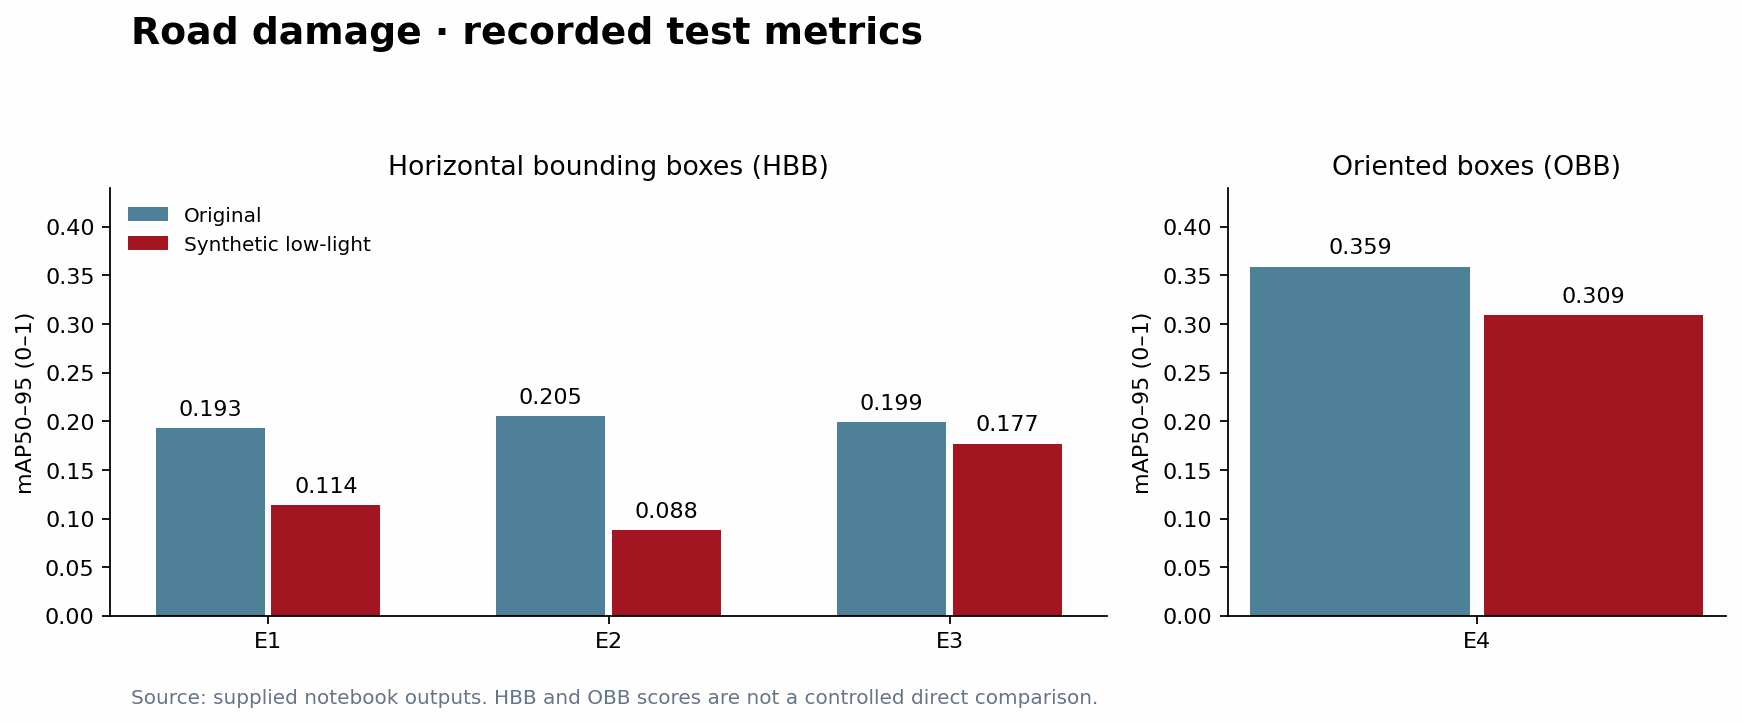 Road damage · recorded test metrics
Horizontal bounding boxes (HBB)
mAP50–95 (0–1)
0.40
0.35
0.30
0.25
0.20
0.15
0.10
0.05
0.00
Original
Synthetic low-light
0.193
0.114
0.205
0.088
0.199
0.177
E1
E2
E3
Oriented boxes (OBB)
mAP50–95 (0–1)
0.40
0.35
0.30
0.25
0.20
0.15
0.10
0.05
0.00
0.359
0.309
E4
Source: supplied notebook outputs. HBB and OBB scores are not a controlled direct comparison.